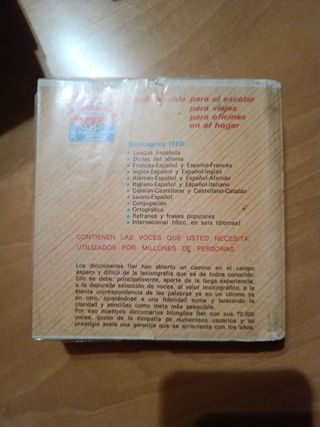 para el escolar
para viajes
para oficinas
en el hogar
Diccionarios ITER:
Lengua Española
Dudas del idioma
Francés-Español y Español-Francés
Inglés-Español y Español-Inglés
Alemán-Español y Español-Alemán
Italiano-Español y Español-Italiano
Catalán-Castellano y Castellano-Catalán
Latino-Español
Conjugación
Ortográfico
Refranes y frases populares
Internacional (dicc. en seis idiomas)
CONTIENEN LAS VOCES QUE USTED NECESITA
UTILIZADOS POR MILLONES DE PERSONAS
Los diccionarios Iter han abierto un camino en el campo
áspero y difícil de la lexicografía que es de todos conocido.
Ello se debe, principalmente, aparte de la larga experiencia,
a la depurada selección de voces, al valor lexicográfico, a la
atenta correspondencia de las palabras ya en un idioma ya
en otro, ajustándose a una fidelidad suma y buscando la
claridad y sencillez como meta más asequible.
Por eso nuestros diccionarios bilingües Iter con sus 70.000
voces, gozan de la simpatía de numerosos usuarios y su
prestigio avala una garantía que se acrecienta con los años.